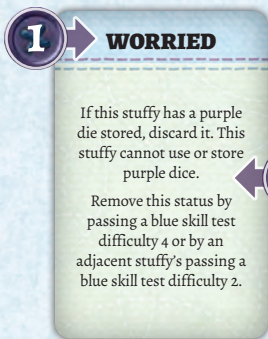 1
WORRIED
If this stuffy has a purple
die stored, discard it. This
stuffy cannot use or store
purple dice.
Remove this status by
passing a blue skill test
difficulty 4 or by an
adjacent stuffy's passing a
blue skill test difficulty 2.